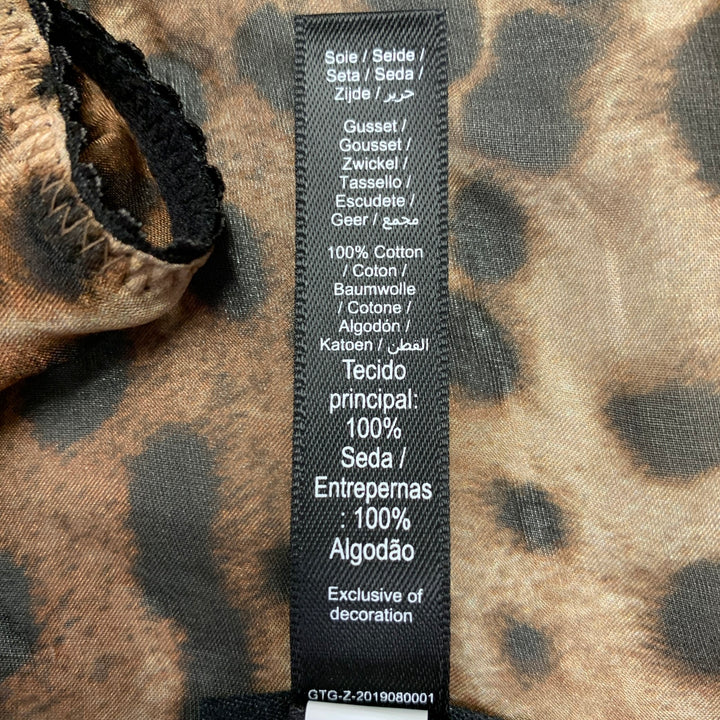 Soie / Seide /
Seta / Seda /
Zijde / حرير
Gusset /
Gousset /
Zwickel /
Tassello /
Escudete /
Geer / مجمع
100% Cotton
/ Coton /
Baumwolle
/ Cotone /
Algodón /
Katoen / القطن
Tecido
principal:
100%
Seda /
Entrepernas
: 100%
Algodão
Exclusive of
decoration
GTG-Z-2019080001